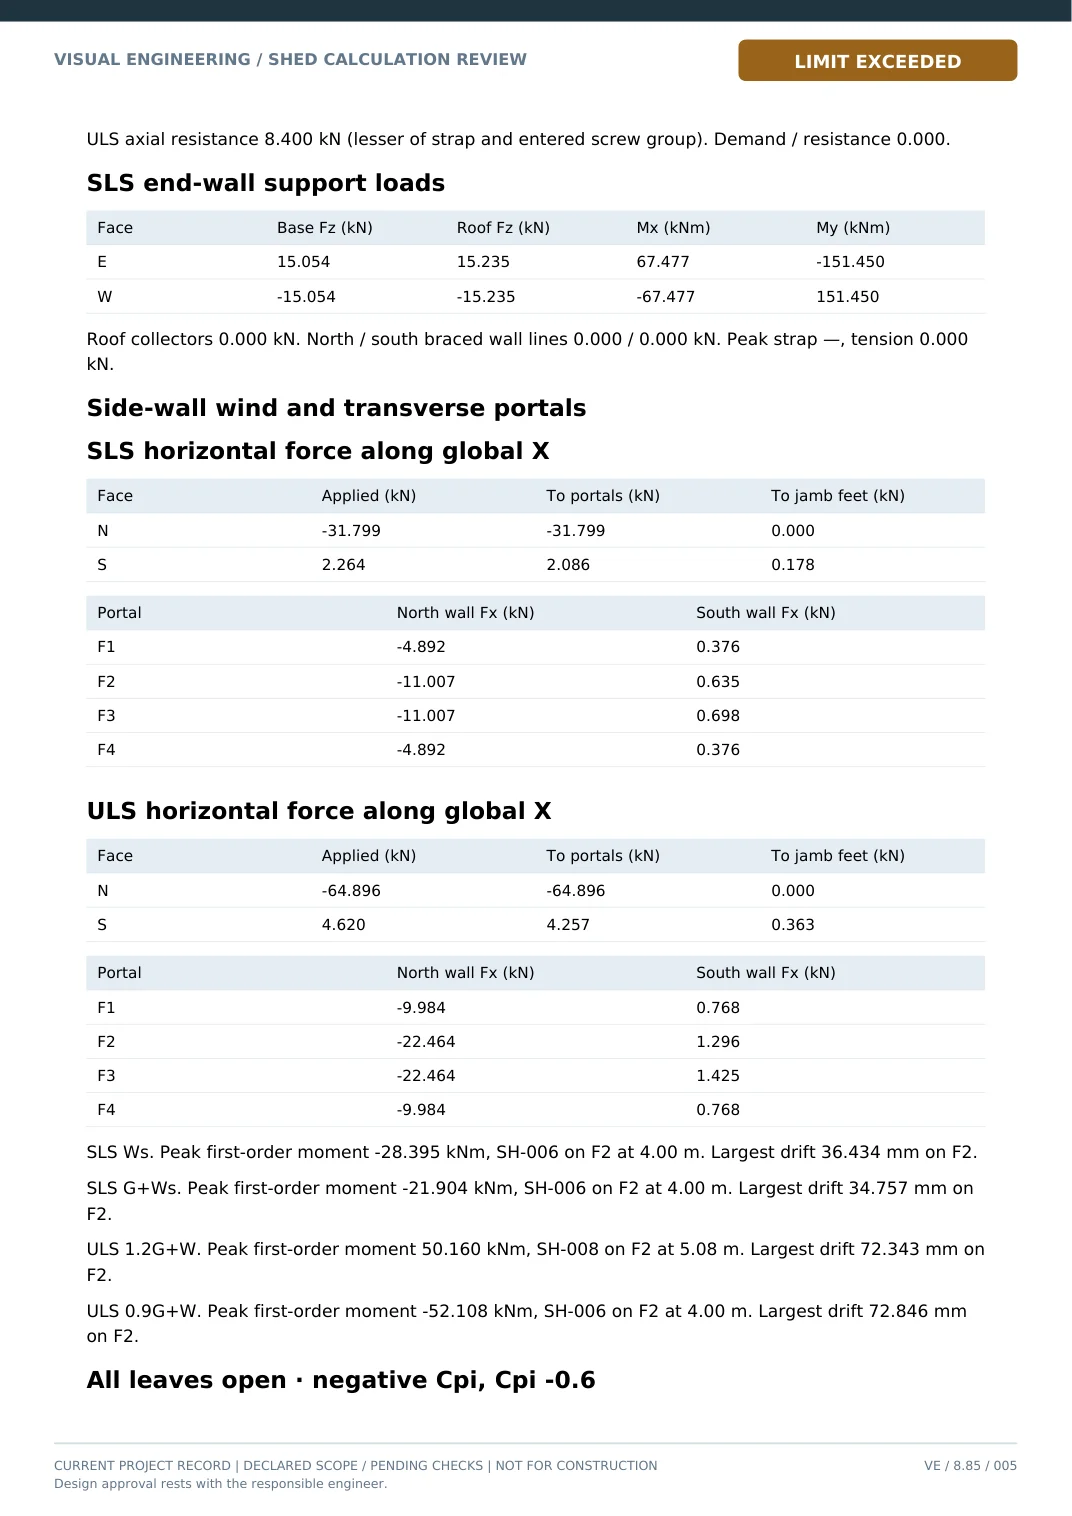 VISUAL ENGINEERING / SHED CALCULATION REVIEW
LIMIT EXCEEDED
ULS axial resistance 8.400 kN (lesser of strap and entered screw group). Demand / resistance 0.000.
SLS end-wall support loads
Face Base Fz (kN) Roof Fz (kN) Mx (kNm) My (kNm)
E 15.054 15.235 67.477 -151.450
W -15.054 -15.235 -67.477 151.450
Roof collectors 0.000 kN. North / south braced wall lines 0.000 / 0.000 kN. Peak strap —, tension 0.000
kN.
Side-wall wind and transverse portals
SLS horizontal force along global X
Face Applied (kN) To portals (kN) To jamb feet (kN)
N -31.799 -31.799 0.000
S 2.264 2.086 0.178
Portal North wall Fx (kN) South wall Fx (kN)
F1 -4.892 0.376
F2 -11.007 0.635
F3 -11.007 0.698
F4 -4.892 0.376
ULS horizontal force along global X
Face Applied (kN) To portals (kN) To jamb feet (kN)
N -64.896 -64.896 0.000
S 4.620 4.257 0.363
Portal North wall Fx (kN) South wall Fx (kN)
F1 -9.984 0.768
F2 -22.464 1.296
F3 -22.464 1.425
F4 -9.984 0.768
SLS Ws. Peak first-order moment -28.395 kNm, SH-006 on F2 at 4.00 m. Largest drift 36.434 mm on F2.
SLS G+Ws. Peak first-order moment -21.904 kNm, SH-006 on F2 at 4.00 m. Largest drift 34.757 mm on
F2.
ULS 1.2G+W. Peak first-order moment 50.160 kNm, SH-008 on F2 at 5.08 m. Largest drift 72.343 mm on
F2.
ULS 0.9G+W. Peak first-order moment -52.108 kNm, SH-006 on F2 at 4.00 m. Largest drift 72.846 mm
on F2.
All leaves open · negative Cpi, Cpi -0.6
CURRENT PROJECT RECORD | DECLARED SCOPE / PENDING CHECKS | NOT FOR CONSTRUCTION
VE / 8.85 / 005
Design approval rests with the responsible engineer.